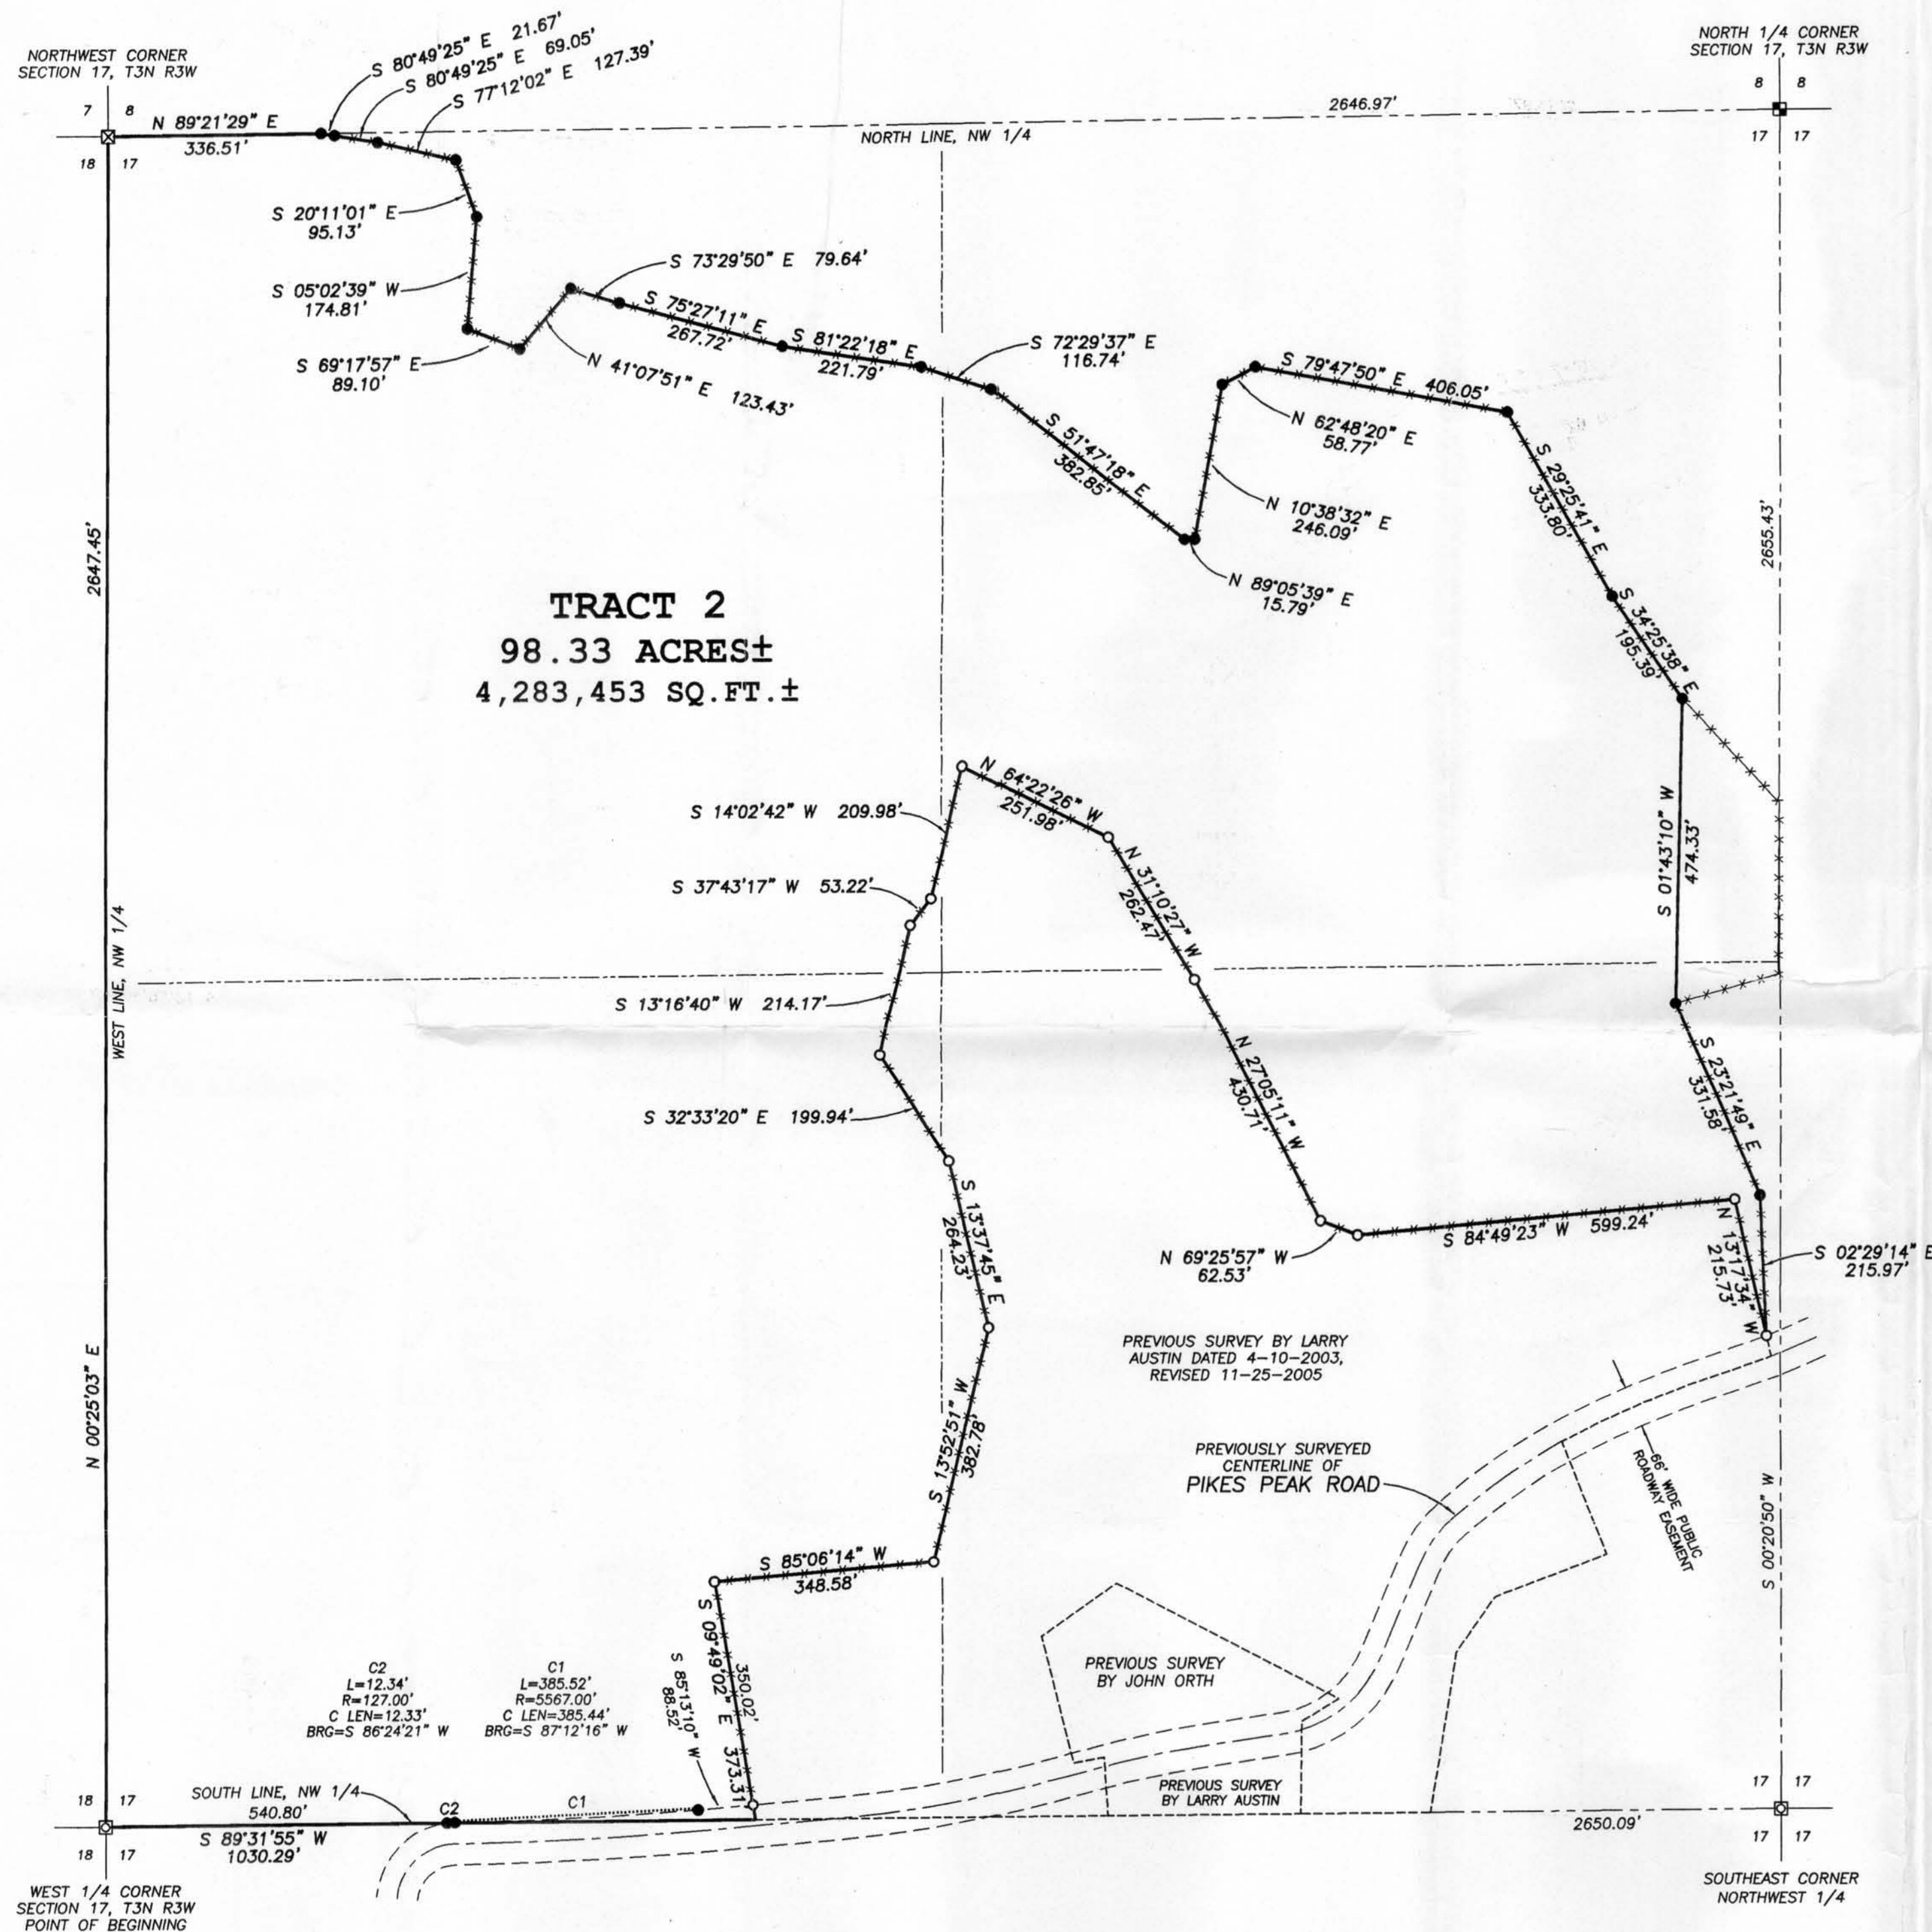 NORTHWEST CORNER
SECTION 17, T3N R3W
7 8
18 17
N 89°21'29" E
336.51'
S 80°49'25" E 21.67'
S 80°49'25" E 69.05'
S 77°12'02" E 127.39'
NORTH LINE, NW 1/4
2646.97'
NORTH 1/4 CORNER
SECTION 17, T3N R3W
8 8
17 17
S 20°11'01" E
95.13'
S 05°02'39" W
174.81'
S 69°17'57" E
89.10'
N 41°07'51" E 123.43'
S 73°29'50" E 79.64'
S 75°27'11" E
267.72'
S 81°22'18" E
221.79'
S 72°29'37" E
116.74'
S 51°47'18" E
382.85'
N 89°05'39" E
15.79'
N 10°38'32" E
246.09'
N 62°48'20" E
58.77'
S 79°47'50" E 406.05'
S 29°25'41" E
333.80'
S 34°25'38" E
195.39'
2655.43'
2647.45'
TRACT 2
98.33 ACRES±
4,283,453 SQ.FT.±
S 01°43'10" W
474.33'
S 14°02'42" W 209.98'
N 64°22'26" W
251.98'
S 37°43'17" W 53.22'
N 31°10'27" W
262.47'
WEST LINE, NW 1/4
S 13°16'40" W 214.17'
N 27°05'11" W
430.71'
S 23°21'49" E
331.58'
S 32°33'20" E 199.94'
S 13°37'45" E
264.23'
N 69°25'57" W
62.53'
S 84°49'23" W 599.24'
N 13°17'34" W
215.73'
S 02°29'14" E
215.97'
PREVIOUS SURVEY BY LARRY
AUSTIN DATED 4-10-2003,
REVISED 11-25-2005
N 00°25'03" E
S 13°52'51" W
382.78'
PREVIOUSLY SURVEYED
CENTERLINE OF
PIKES PEAK ROAD
66' WIDE PUBLIC
ROADWAY EASEMENT
S 00°20'50" W
S 85°06'14" W
348.58'
S 09°49'02" E 373.31'
350.02'
S 85°13'10" W
88.52'
C2
L=12.34'
R=127.00'
C LEN=12.33'
BRG=S 86°24'21" W
C1
L=385.52'
R=5567.00'
C LEN=385.44'
BRG=S 87°12'16" W
PREVIOUS SURVEY
BY JOHN ORTH
PREVIOUS SURVEY
BY LARRY AUSTIN
18 17
SOUTH LINE, NW 1/4
540.80'
C2
C1
S 89°31'55" W
1030.29'
18 17
WEST 1/4 CORNER
SECTION 17, T3N R3W
POINT OF BEGINNING
2650.09'
17 17
17 17
SOUTHEAST CORNER
NORTHWEST 1/4